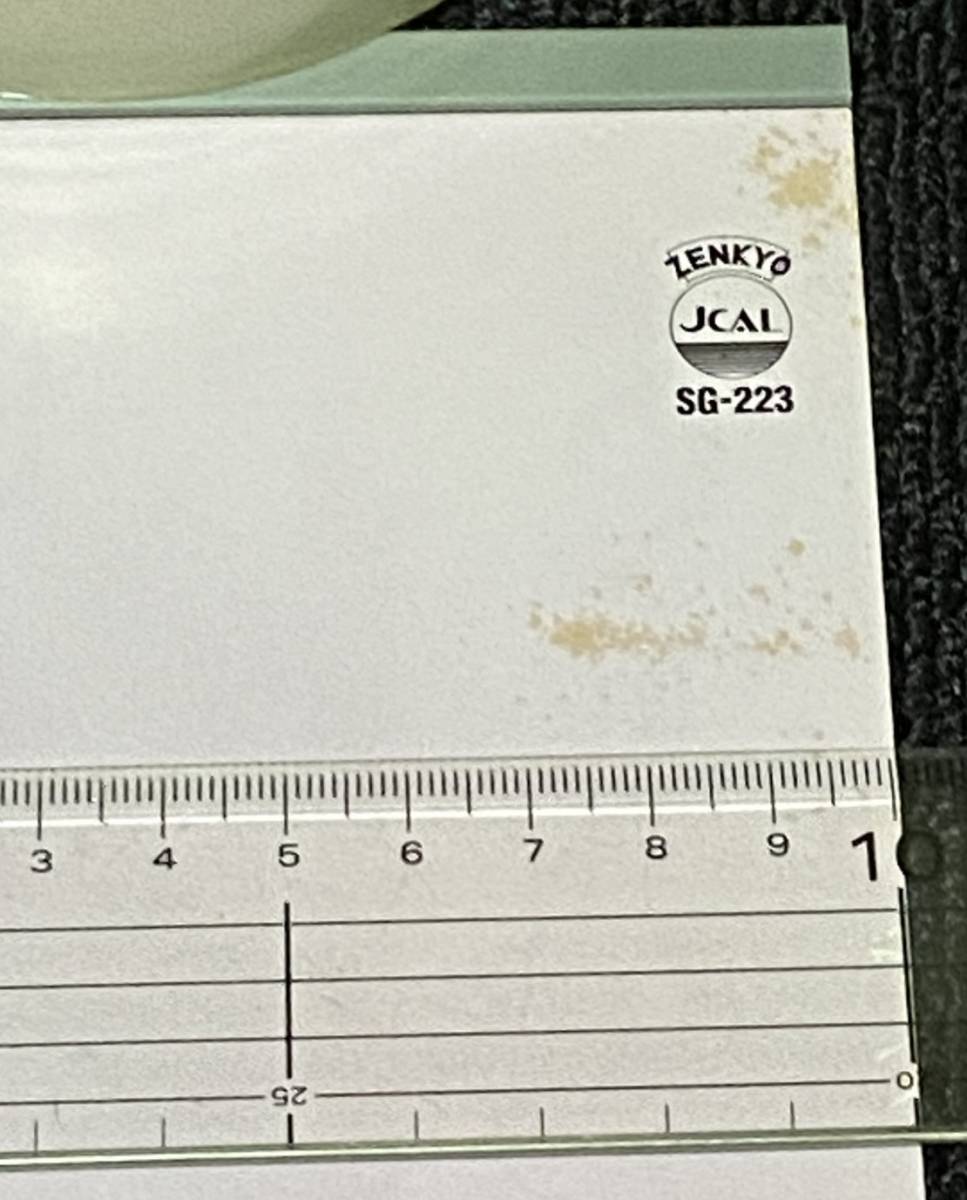 ZENKYO
JCAL
SG-223
3 4 5 6 7 8 9 1
25 0